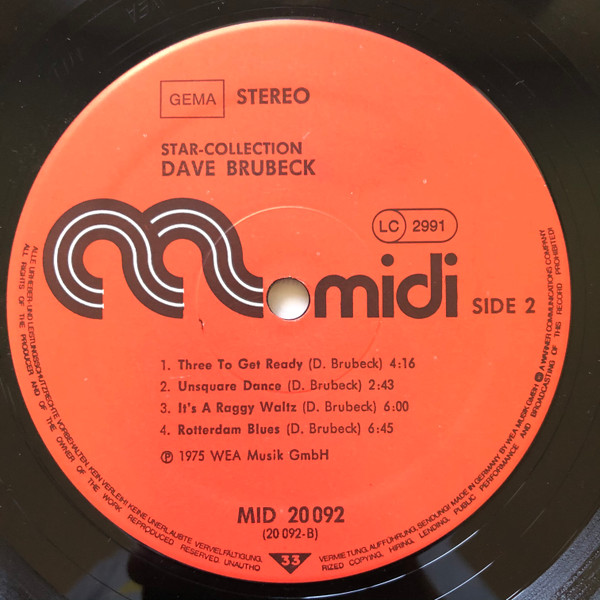 GEMA STEREO
STAR-COLLECTION
DAVE BRUBECK
LC 2991
midi SIDE 2
1. Three To Get Ready (D. Brubeck) 4:16
2. Unsquare Dance (D. Brubeck) 2:43
3. It's A Raggy Waltz (D. Brubeck) 6:00
4. Rotterdam Blues (D. Brubeck) 6:45
℗ 1975 WEA Musik GmbH
MID 20 092
(20 092-B)
33
ALLE URHEBER- UND LEISTUNGSSCHUTZRECHTE VORBEHALTEN. KEIN VERLEIH! KEINE UNERLAUBTE VERVIELFÄLTIGUNG, VERMIETUNG, AUFFÜHRUNG, SENDUNG! MADE IN GERMANY BY WEA MUSIK GMBH. A WARNER COMMUNICATIONS COMPANY
ALL RIGHTS OF THE PRODUCER AND OF THE OWNER OF THE WORK REPRODUCED RESERVED. UNAUTHORIZED COPYING, HIRING, LENDING, PUBLIC PERFORMANCE AND BROADCASTING OF THIS RECORD PROHIBITED!